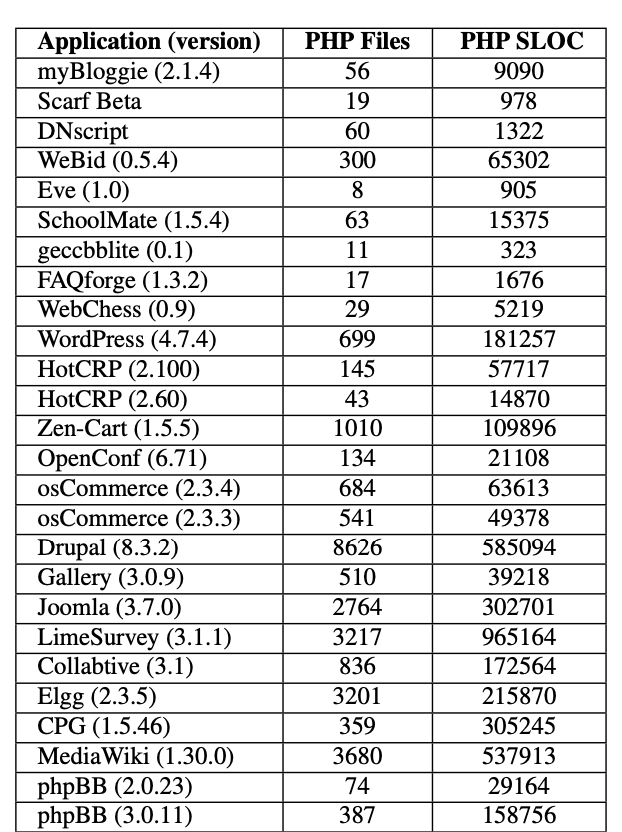 Application (version) PHP Files PHP SLOC
myBloggie (2.1.4) 56 9090
Scarf Beta 19 978
DNscript 60 1322
WeBid (0.5.4) 300 65302
Eve (1.0) 8 905
SchoolMate (1.5.4) 63 15375
geccbblite (0.1) 11 323
FAQforge (1.3.2) 17 1676
WebChess (0.9) 29 5219
WordPress (4.7.4) 699 181257
HotCRP (2.100) 145 57717
HotCRP (2.60) 43 14870
Zen-Cart (1.5.5) 1010 109896
OpenConf (6.71) 134 21108
osCommerce (2.3.4) 684 63613
osCommerce (2.3.3) 541 49378
Drupal (8.3.2) 8626 585094
Gallery (3.0.9) 510 39218
Joomla (3.7.0) 2764 302701
LimeSurvey (3.1.1) 3217 965164
Collabtive (3.1) 836 172564
Elgg (2.3.5) 3201 215870
CPG (1.5.46) 359 305245
MediaWiki (1.30.0) 3680 537913
phpBB (2.0.23) 74 29164
phpBB (3.0.11) 387 158756